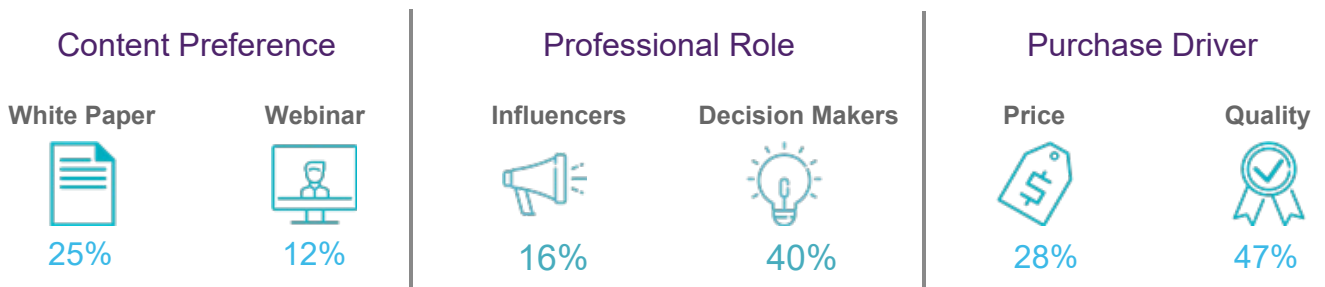 Content Preference
White Paper
Webinar
25%
12%
Professional Role
Influencers
Decision Makers
16%
40%
Purchase Driver
Price
Quality
$
28%
47%